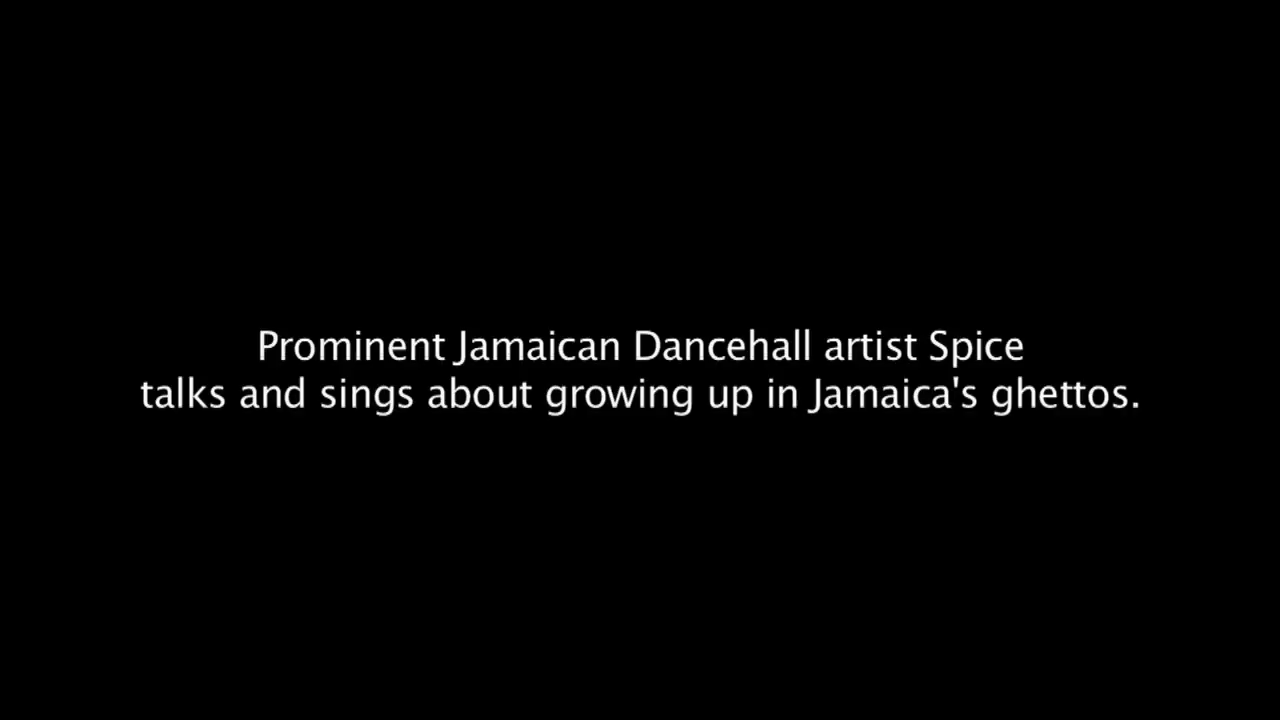 Prominent Jamaican Dancehall artist Spice
talks and sings about growing up in Jamaica's ghettos.